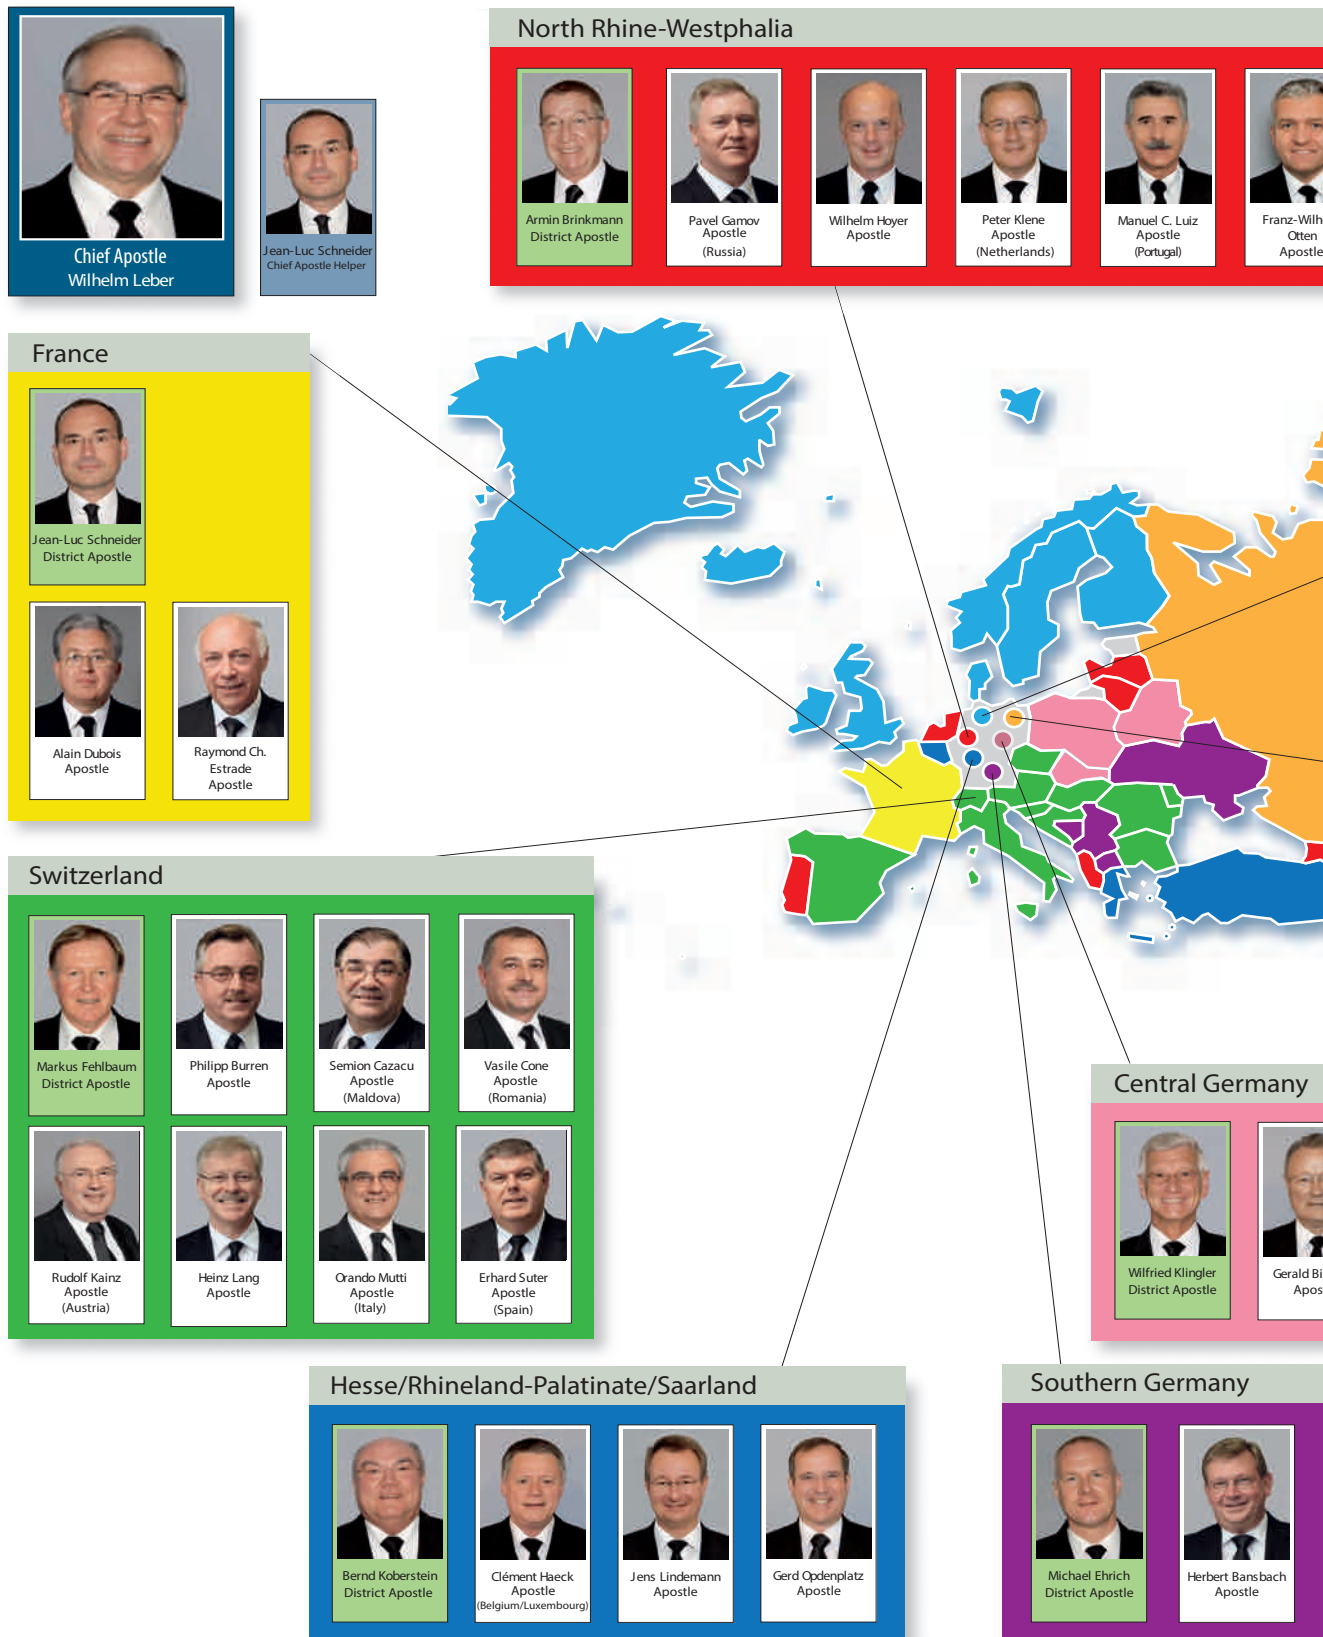 Chief Apostle
Wilhelm Leber
Jean-Luc Schneider
Chief Apostle Helper
North Rhine-Westphalia
Armin Brinkmann
District Apostle
Pavel Gamov
Apostle
(Russia)
Wilhelm Hoyer
Apostle
Peter Klene
Apostle
(Netherlands)
Manuel C. Luiz
Apostle
(Portugal)
Franz-Wilh
Otten
Apostle
France
Jean-Luc Schneider
District Apostle
Alain Dubois
Apostle
Raymond Ch.
Estrade
Apostle
Switzerland
Markus Fehlbaum
District Apostle
Philipp Burren
Apostle
Semion Cazacu
Apostle
(Maldova)
Vasile Cone
Apostle
(Romania)
Rudolf Kainz
Apostle
(Austria)
Heinz Lang
Apostle
Orando Mutti
Apostle
(Italy)
Erhard Suter
Apostle
(Spain)
Central Germany
Wilfried Klingler
District Apostle
Gerald Bi
Apos
Hesse/Rhineland-Palatinate/Saarland
Bernd Koberstein
District Apostle
Clément Haeck
Apostle
(Belgium/Luxembourg)
Jens Lindemann
Apostle
Gerd Opdenplatz
Apostle
Southern Germany
Michael Ehrich
District Apostle
Herbert Bansbach
Apostle